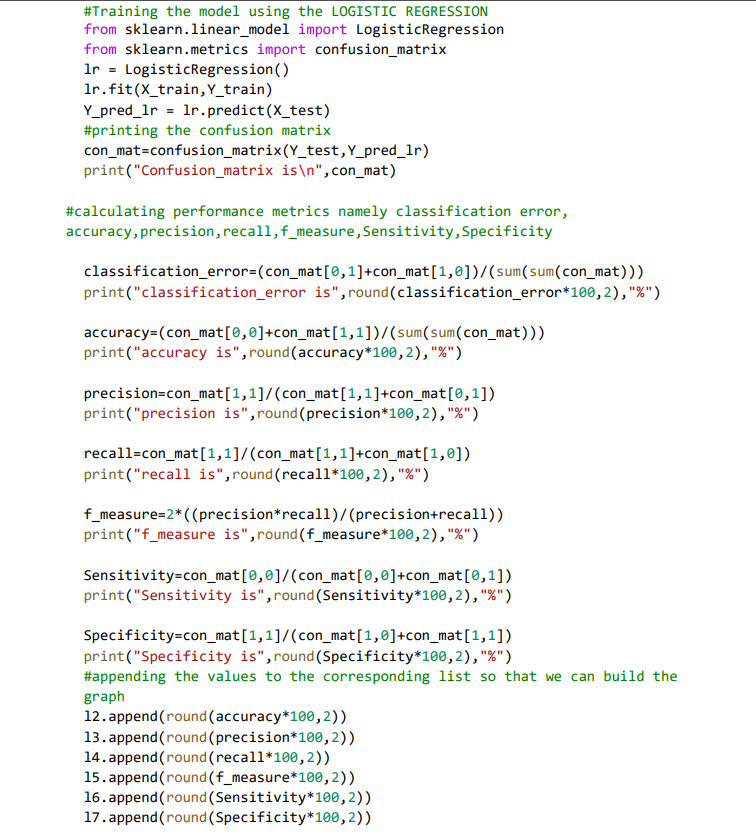 #Training the model using the LOGISTIC REGRESSION
from sklearn.linear_model import LogisticRegression
from sklearn.metrics import confusion_matrix
lr = LogisticRegression()
lr.fit(X_train,Y_train)
Y_pred_lr = lr.predict(X_test)
#printing the confusion matrix
con_mat=confusion_matrix(Y_test,Y_pred_lr)
print("Confusion_matrix is\n",con_mat)
#calculating performance metrics namely classification error,
accuracy,precision,recall,f_measure,Sensitivity,Specificity
classification_error=(con_mat[0,1]+con_mat[1,0])/(sum(sum(con_mat)))
print("classification_error is",round(classification_error*100,2),"%")
accuracy=(con_mat[0,0]+con_mat[1,1])/(sum(sum(con_mat)))
print("accuracy is",round(accuracy*100,2),"%")
precision=con_mat[1,1]/(con_mat[1,1]+con_mat[0,1])
print("precision is",round(precision*100,2),"%")
recall=con_mat[1,1]/(con_mat[1,1]+con_mat[1,0])
print("recall is",round(recall*100,2),"%")
f_measure=2*((precision*recall)/(precision+recall))
print("f_measure is",round(f_measure*100,2),"%")
Sensitivity=con_mat[0,0]/(con_mat[0,0]+con_mat[0,1])
print("Sensitivity is",round(Sensitivity*100,2),"%")
Specificity=con_mat[1,1]/(con_mat[1,0]+con_mat[1,1])
print("Specificity is",round(Specificity*100,2),"%")
#appending the values to the corresponding list so that we can build the
graph
l2.append(round(accuracy*100,2))
l3.append(round(precision*100,2))
l4.append(round(recall*100,2))
l5.append(round(f_measure*100,2))
l6.append(round(Sensitivity*100,2))
l7.append(round(Specificity*100,2))